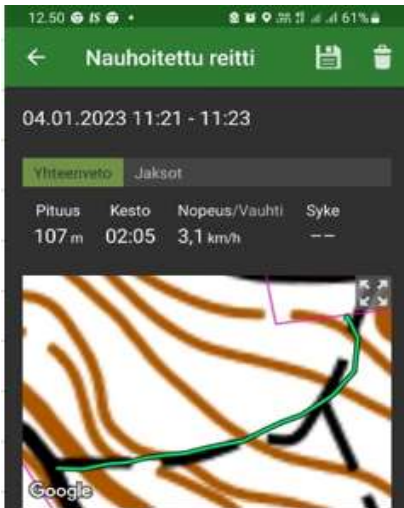 12.50 61%
Nauhoitettu reitti
04.01.2023 11:21 - 11:23
Yhteenveto Jaksot
Pituus Kesto Nopeus/Vauhti Syke
107 m 02:05 3,1 km/h --
Google